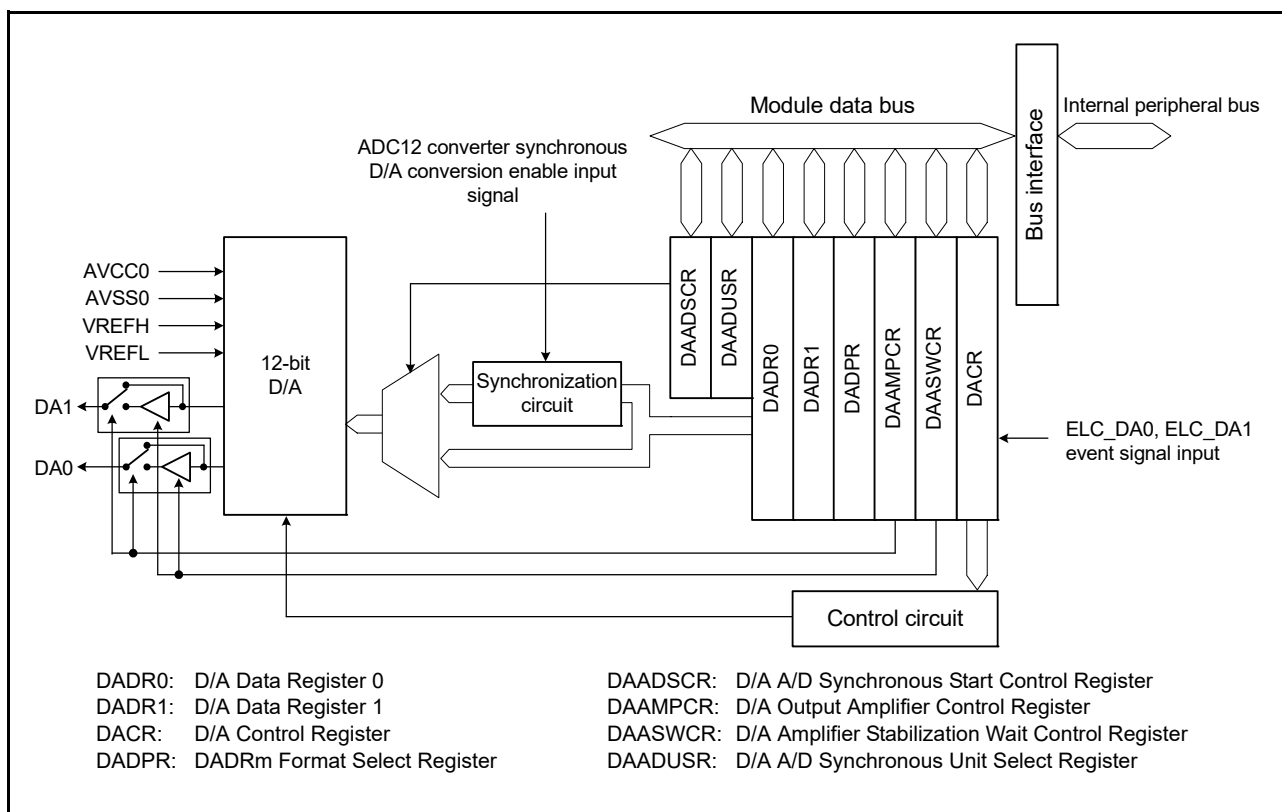 Module data bus
Internal peripheral bus
Bus interface
ADC12 converter synchronous
D/A conversion enable input
signal
AVCC0
AVSS0
VREFH
VREFL
12-bit
D/A
DA1
DA0
Synchronization
circuit
DAADSCR
DAADUSR
DADR0
DADR1
DADPR
DAAMPCR
DAASWCR
DACR
ELC_DA0, ELC_DA1
event signal input
Control circuit
DADR0: D/A Data Register 0
DADR1: D/A Data Register 1
DACR: D/A Control Register
DADPR: DADRm Format Select Register
DAADSCR: D/A A/D Synchronous Start Control Register
DAAMPCR: D/A Output Amplifier Control Register
DAASWCR: D/A Amplifier Stabilization Wait Control Register
DAADUSR: D/A A/D Synchronous Unit Select Register